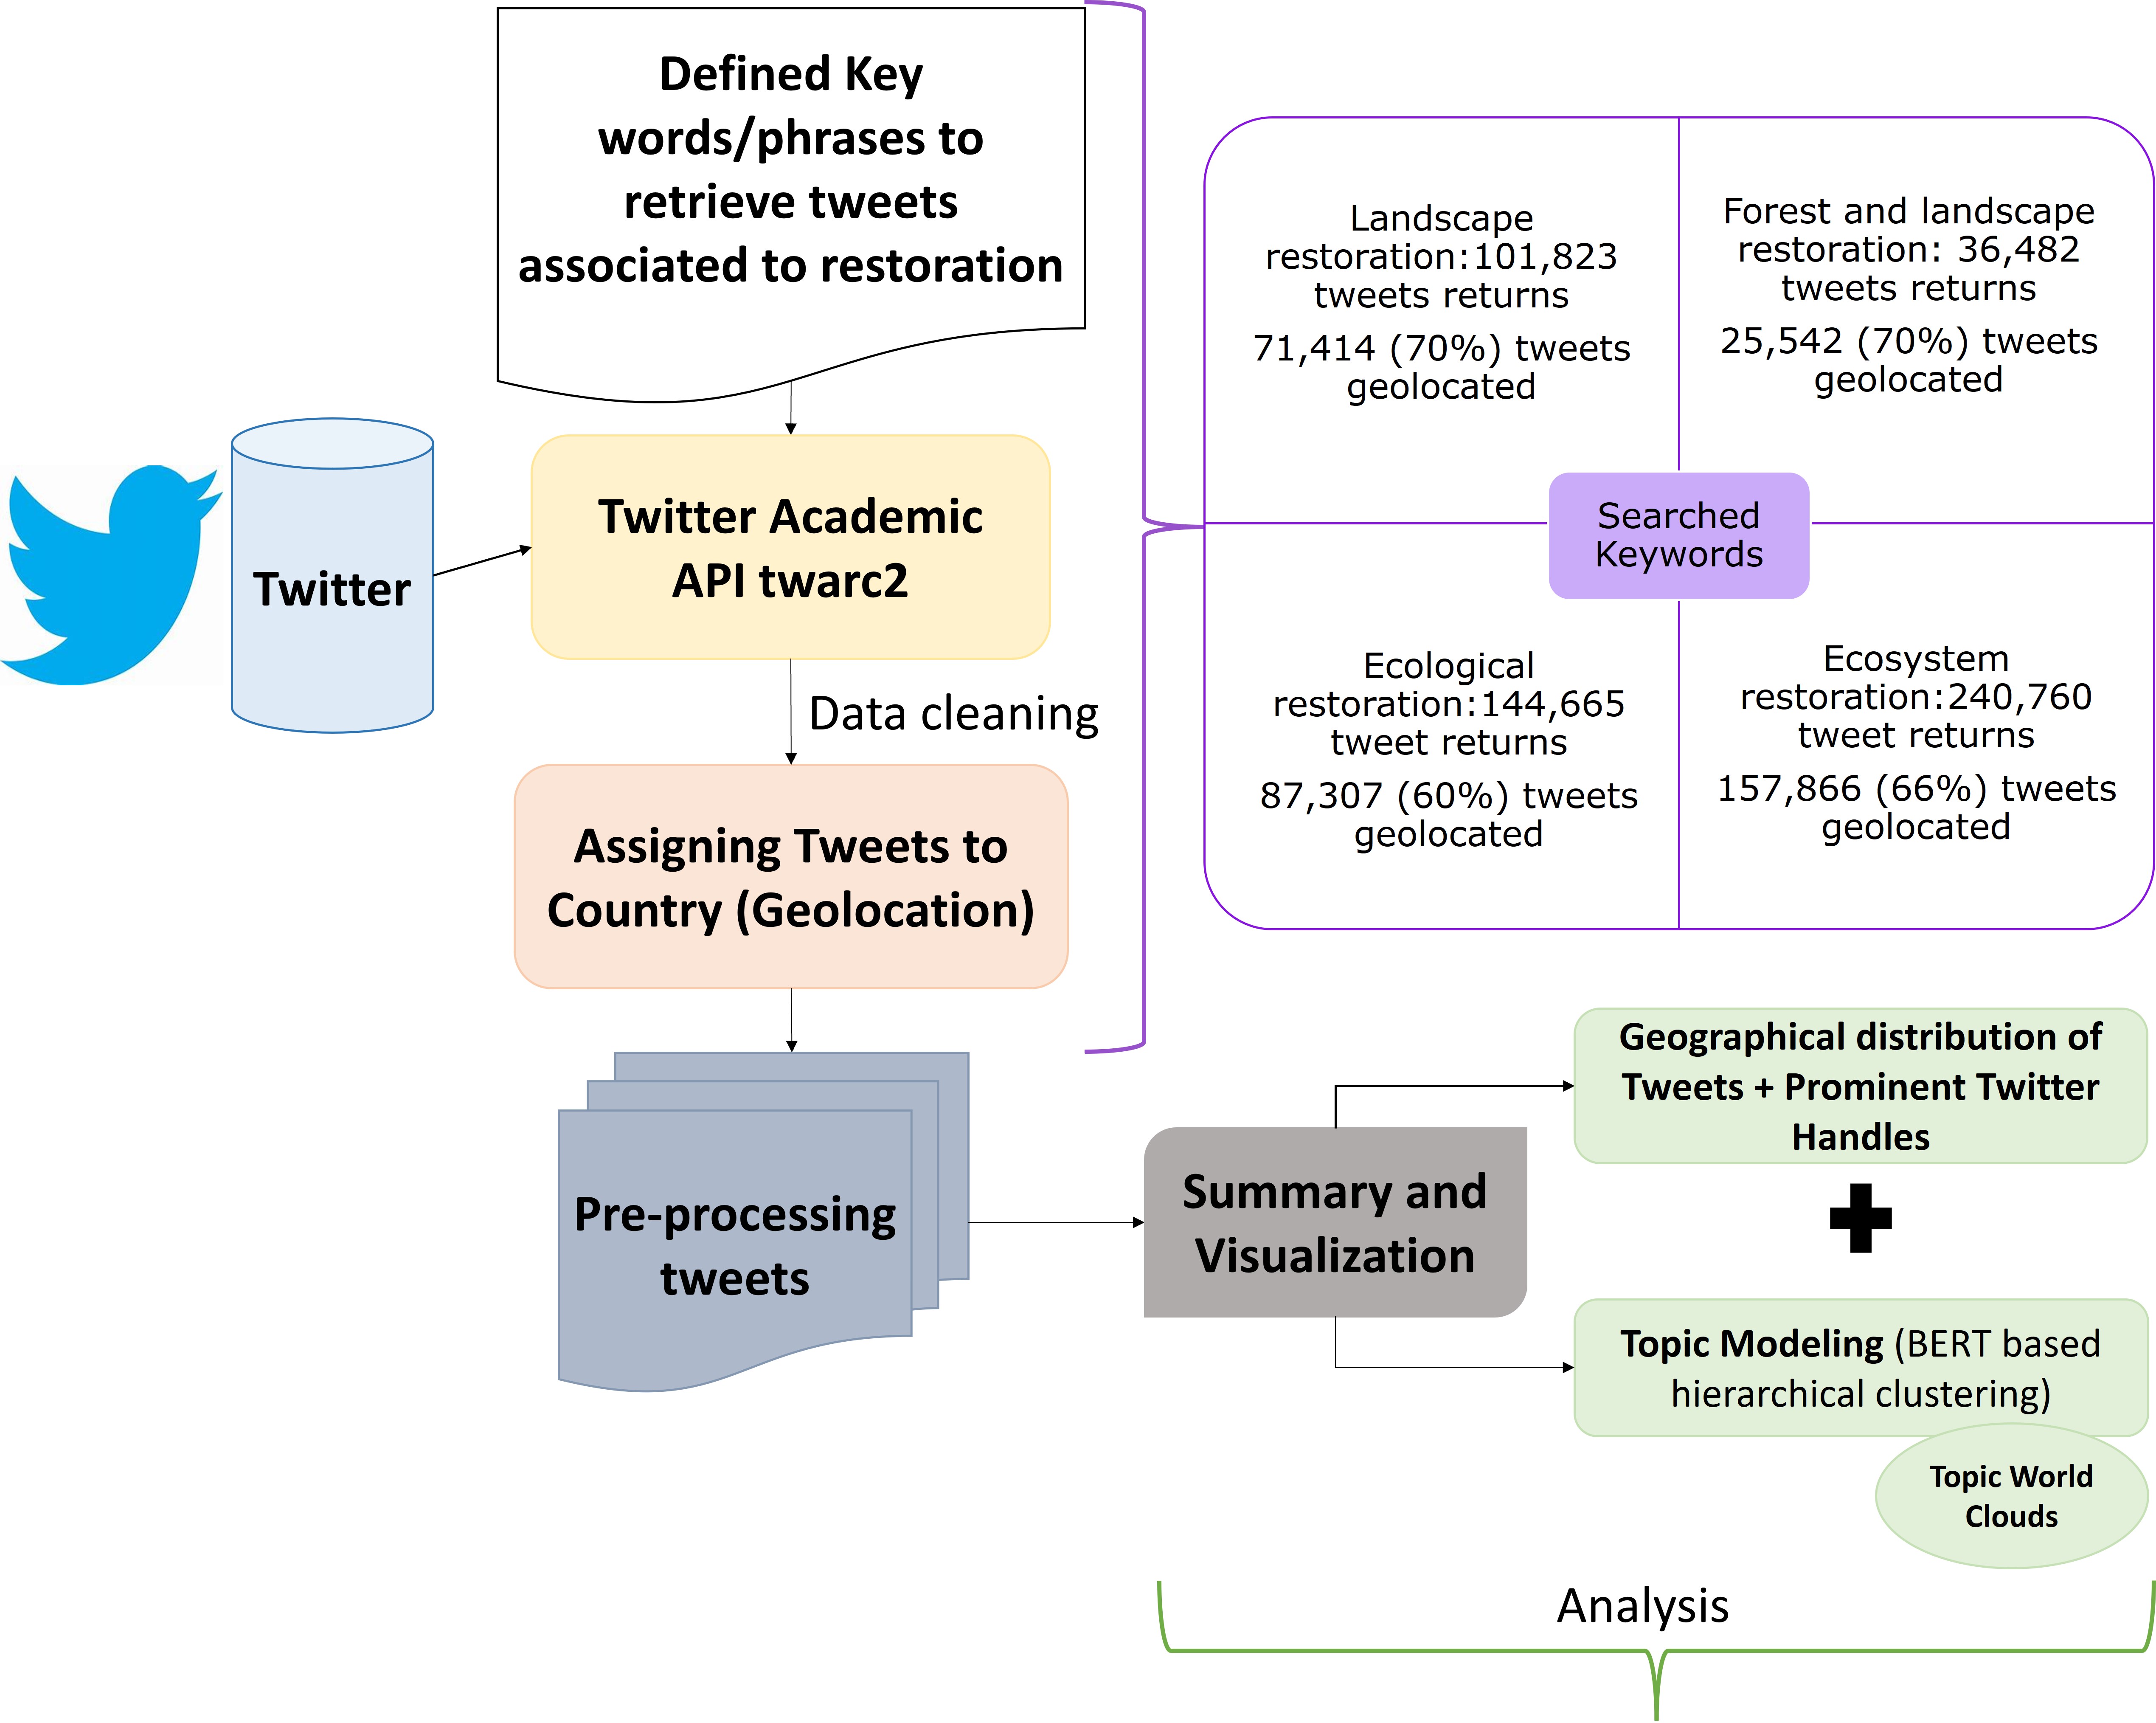 Defined Key
words/phrases to
retrieve tweets
associated to restoration
Twitter
Twitter Academic
API twarc2
Data cleaning
Assigning Tweets to
Country (Geolocation)
Pre-processing
tweets
Landscape
restoration:101,823
tweets returns
71,414 (70%) tweets
geolocated
Forest and landscape
restoration: 36,482
tweets returns
25,542 (70%) tweets
geolocated
Searched
Keywords
Ecological
restoration:144,665
tweet returns
87,307 (60%) tweets
geolocated
Ecosystem
restoration:240,760
tweet returns
157,866 (66%) tweets
geolocated
Summary and
Visualization
Geographical distribution of
Tweets + Prominent Twitter
Handles
Topic Modeling (BERT based
hierarchical clustering)
Topic World
Clouds
Analysis